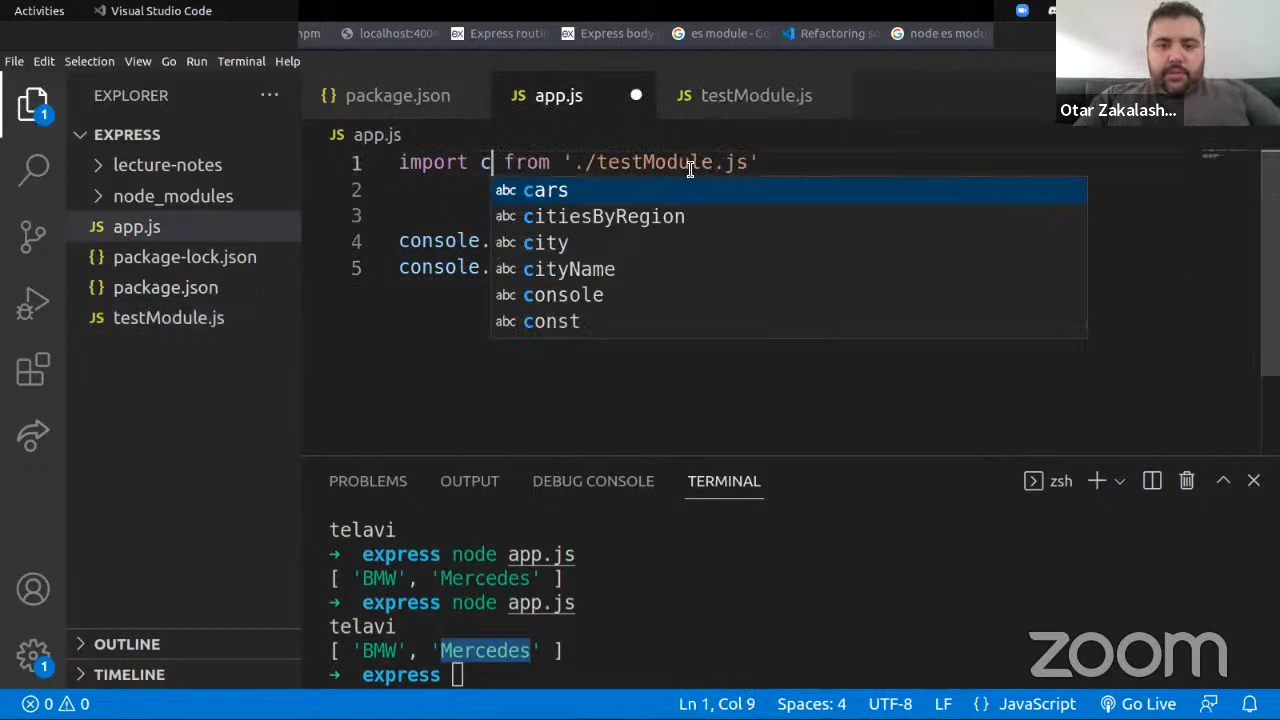 Activities Visual Studio Code
npm localhost:400 Express routi Express body- es module - Go Refactoring so node es modu
File Edit Selection View Go Run Terminal Help
EXPLORER ...
{} package.json JS app.js JS testModule.js
1
EXPRESS
JS app.js
lecture-notes
node_modules
JS app.js
{} package-lock.json
{} package.json
JS testModule.js
1 import c from './testModule.js'
2
3
4 console.
5 console.
abc cars
abc citiesByRegion
abc city
abc cityName
abc console
abc const
Otar Zakalash...
PROBLEMS OUTPUT DEBUG CONSOLE TERMINAL
zsh
telavi
→ express node app.js
[ 'BMW', 'Mercedes' ]
→ express node app.js
telavi
[ 'BMW', 'Mercedes' ]
→ express
OUTLINE
TIMELINE
1
zoom
0 0 Ln 1, Col 9 Spaces: 4 UTF-8 LF {} JavaScript Go Live